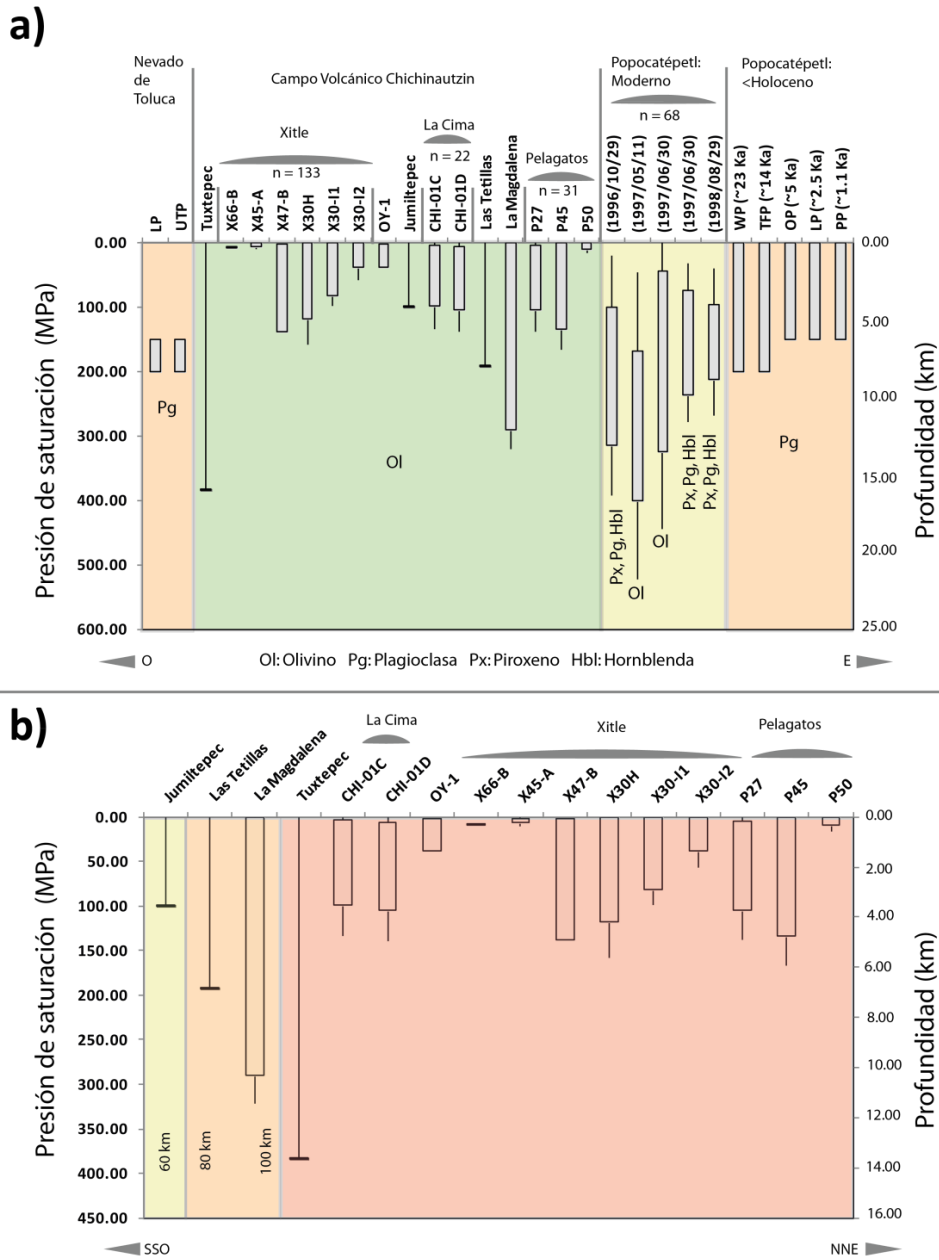 a)
Nevado
de
Toluca
Campo Volcánico Chichinautzin
Popocatépetl:
Moderno
Popocatépetl:
<Holoceno
n = 68
Xitle
n = 133
La Cima
n = 22
Pelagatos
n = 31
LP
UTP
Tuxtepec
X66-B
X45-A
X47-B
X30H
X30-I1
X30-I2
OY-1
Jumiltepec
CHI-01C
CHI-01D
Las Tetillas
La Magdalena
P27
P45
P50
(1996/10/29)
(1997/05/11)
(1997/06/30)
(1997/06/30)
(1998/08/29)
WP (~23 Ka)
TFP (~14 Ka)
OP (~5 Ka)
LP (~2.5 Ka)
PP (~1.1 Ka)
Presión de saturación (MPa)
0.00
100.00
200.00
300.00
400.00
500.00
600.00
Pg
Ol
Px, Pg, Hbl
Ol
Ol
Px, Pg, Hbl
Px, Pg, Hbl
Pg
0.00
5.00
10.00
15.00
20.00
25.00
Profundidad (km)
O
Ol: Olivino Pg: Plagioclasa Px: Piroxeno Hbl: Hornblenda
E
b)
La Cima
Xitle
Pelagatos
Jumiltepec
Las Tetillas
La Magdalena
Tuxtepec
CHI-01C
CHI-01D
OY-1
X66-B
X45-A
X47-B
X30H
X30-I1
X30-I2
P27
P45
P50
Presión de saturación (MPa)
0.00
50.00
100.00
150.00
200.00
250.00
300.00
350.00
400.00
450.00
60 km
80 km
100 km
0.00
2.00
4.00
6.00
8.00
10.00
12.00
14.00
16.00
Profundidad (km)
SSO
NNE